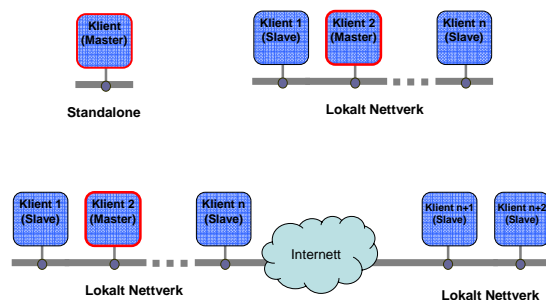 Klient
(Master)
Standalone
Klient 1
(Slave)
Klient 2
(Master)
Klient n
(Slave)
Lokalt Nettverk
Klient 1
(Slave)
Klient 2
(Master)
Klient n
(Slave)
Lokalt Nettverk
Internett
Klient n+1
(Slave)
Klient n+2
(Slave)
Lokalt Nettverk